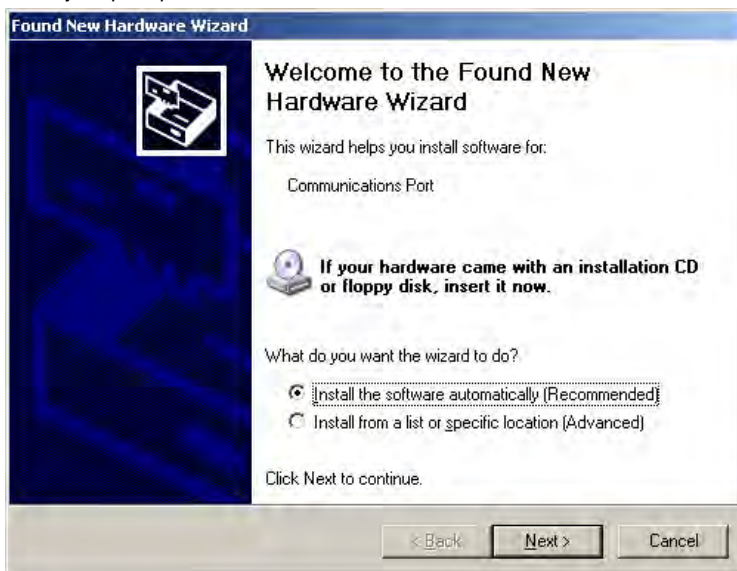 Found New Hardware Wizard
Welcome to the Found New
Hardware Wizard
This wizard helps you install software for:
Communications Port
If your hardware came with an installation CD
or floppy disk, insert it now.
What do you want the wizard to do?
Install the software automatically (Recommended)
Install from a list or specific location (Advanced)
Click Next to continue.
< Back Next > Cancel